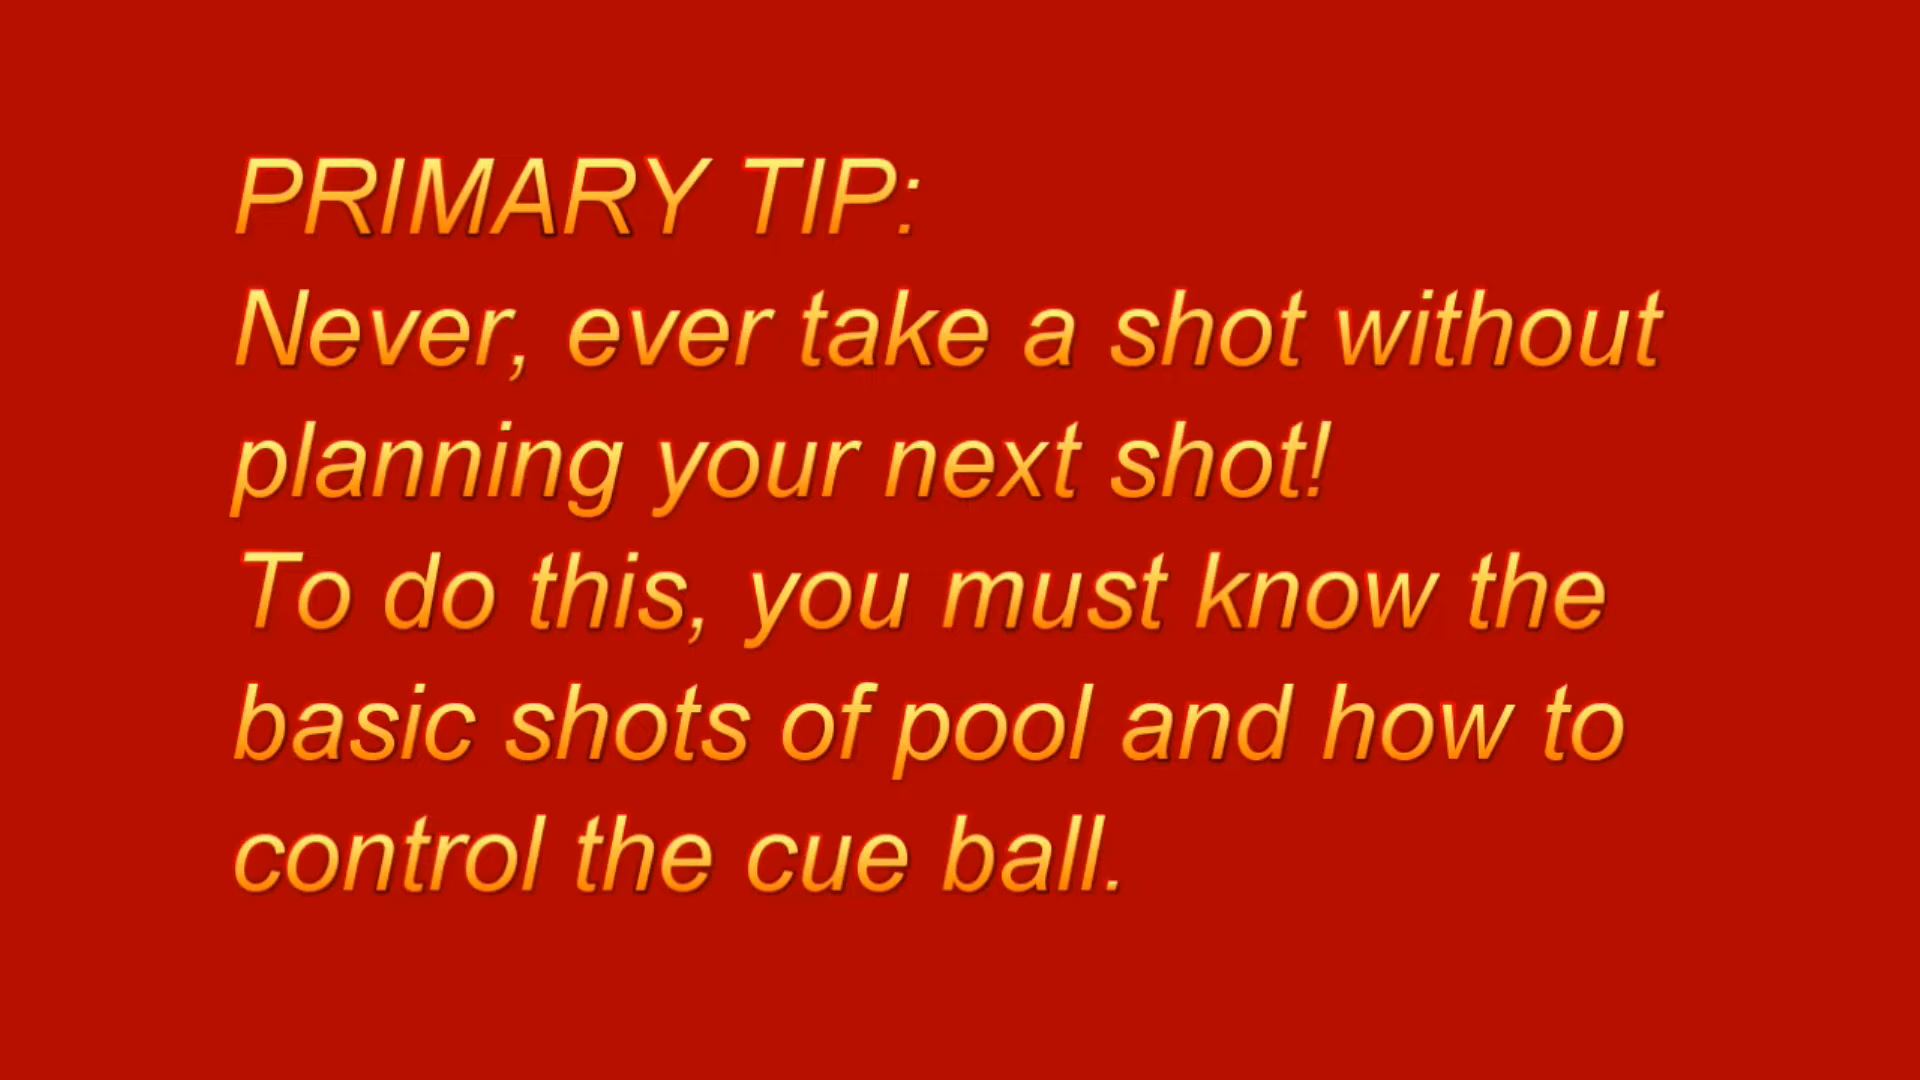 PRIMARY TIP:
Never, ever take a shot without
planning your next shot!
To do this, you must know the
basic shots of pool and how to
control the cue ball.